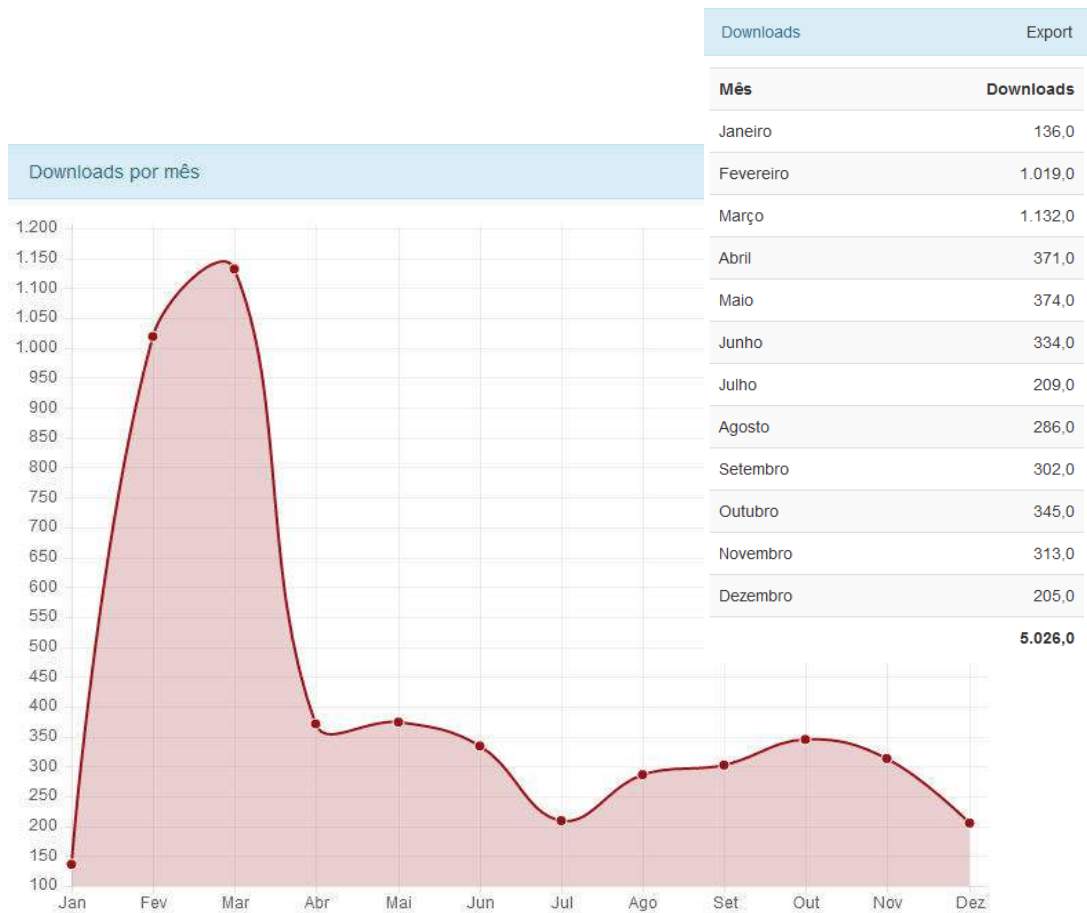 Downloads Export
Mês Downloads
Janeiro 136,0
Fevereiro 1.019,0
Março 1.132,0
Abril 371,0
Maio 374,0
Junho 334,0
Julho 209,0
Agosto 286,0
Setembro 302,0
Outubro 345,0
Novembro 313,0
Dezembro 205,0
5.026,0
Downloads por mês
1.200
1.150
1.100
1.050
1.000
950
900
850
800
750
700
650
600
550
500
450
400
350
300
250
200
150
100
Jan Fev Mar Abr Mai Jun Jul Ago Set Out Nov Dez